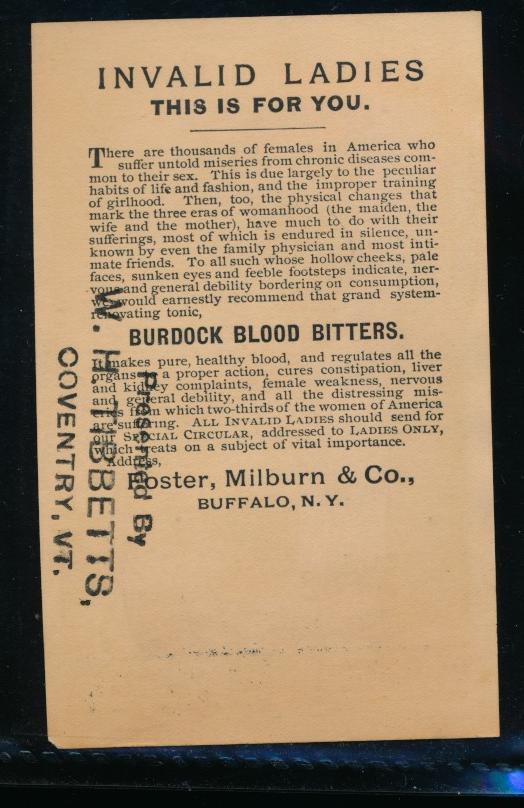 INVALID LADIES
THIS IS FOR YOU.
There are thousands of females in America who
suffer untold miseries from chronic diseases com-
mon to their sex. This is due largely to the peculiar
habits of life and fashion, and the improper training
of girlhood. Then, too, the physical changes that
mark the three eras of womanhood (the maiden, the
wife and the mother), have much to do with their
sufferings, most of which is endured in silence, un-
known by even the family physician and most inti-
mate friends. To all such whose hollow cheeks, pale
faces, sunken eyes and feeble footsteps indicate, ner-
vous and general debility bordering on consumption,
we would earnestly recommend that grand system-
renovating tonic,
BURDOCK BLOOD BITTERS.
It makes pure, healthy blood, and regulates all the
organs to a proper action, cures constipation, liver
and kidney complaints, female weakness, nervous
and general debility, and all the distressing mis-
eries from which two-thirds of the women of America
are suffering. ALL INVALID LADIES should send for
our SPECIAL CIRCULAR, addressed to LADIES ONLY,
which treats on a subject of vital importance.
Address,
Foster, Milburn & Co.,
BUFFALO, N. Y.
Presented By
W. H. TIBBETTS,
COVENTRY, VT.